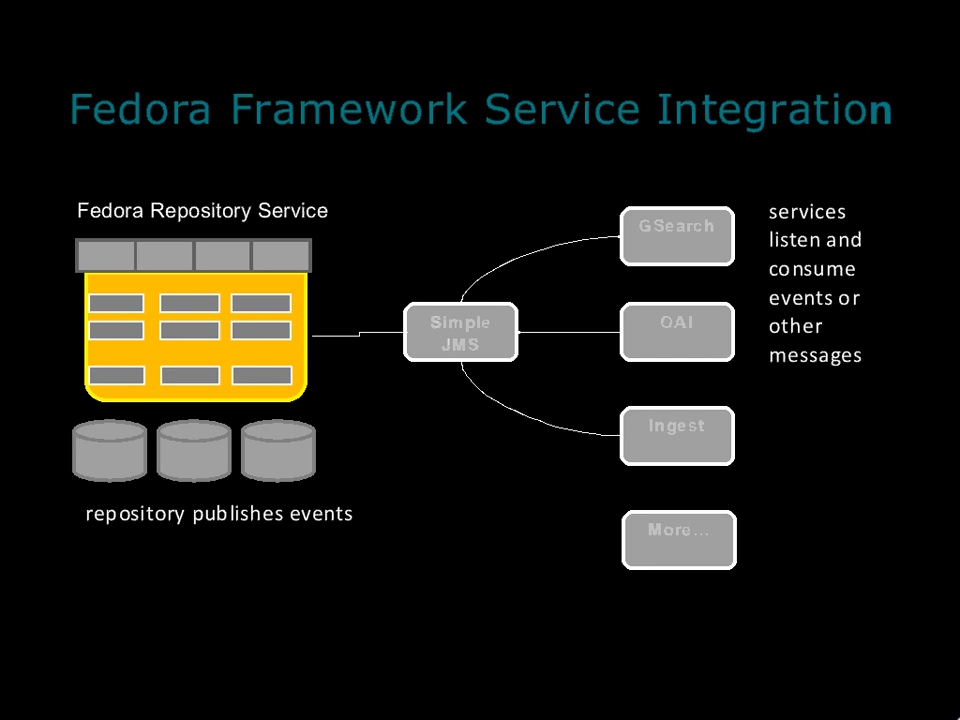 Fedora Framework Service Integration
Fedora Repository Service
GSearch
services
listen and
consume
events or
other
messages
Simple
JMS
OAI
Ingest
repository publishes events
More...